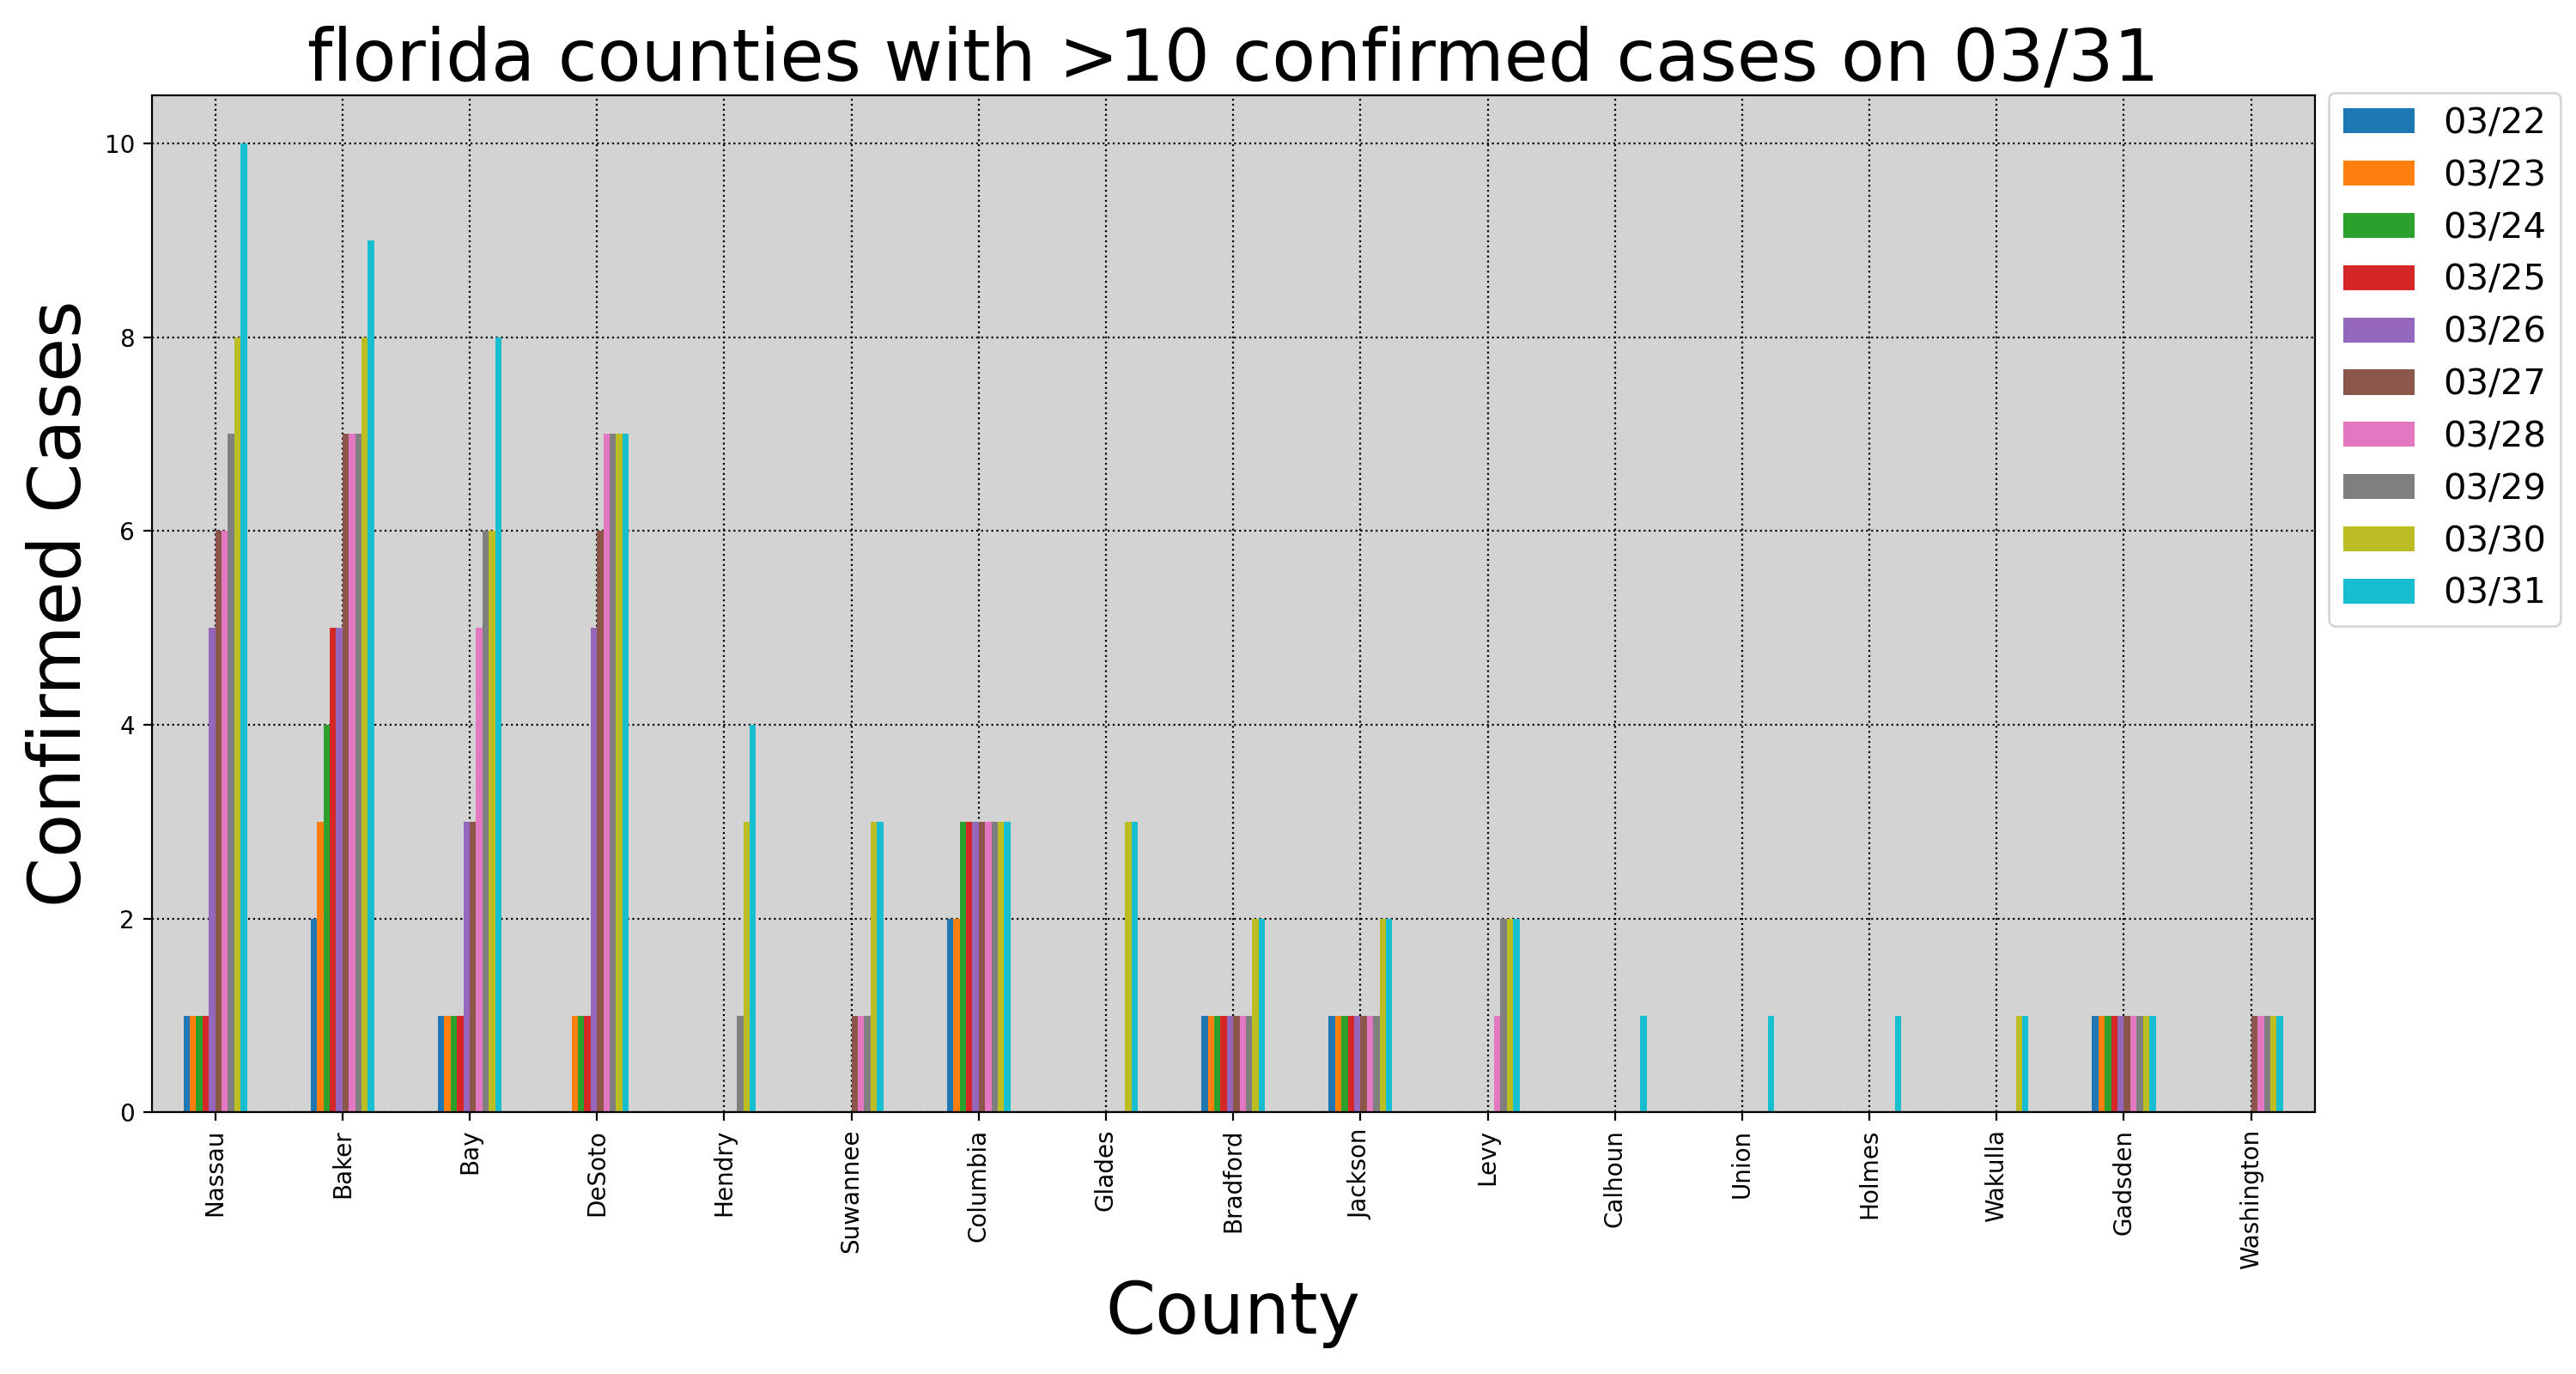 florida counties with >10 confirmed cases on 03/31
Confirmed Cases
10
8
6
4
2
0
Nassau
Baker
Bay
DeSoto
Hendry
Suwannee
Columbia
Glades
Bradford
Jackson
Levy
Calhoun
Union
Holmes
Wakulla
Gadsden
Washington
County
03/22
03/23
03/24
03/25
03/26
03/27
03/28
03/29
03/30
03/31